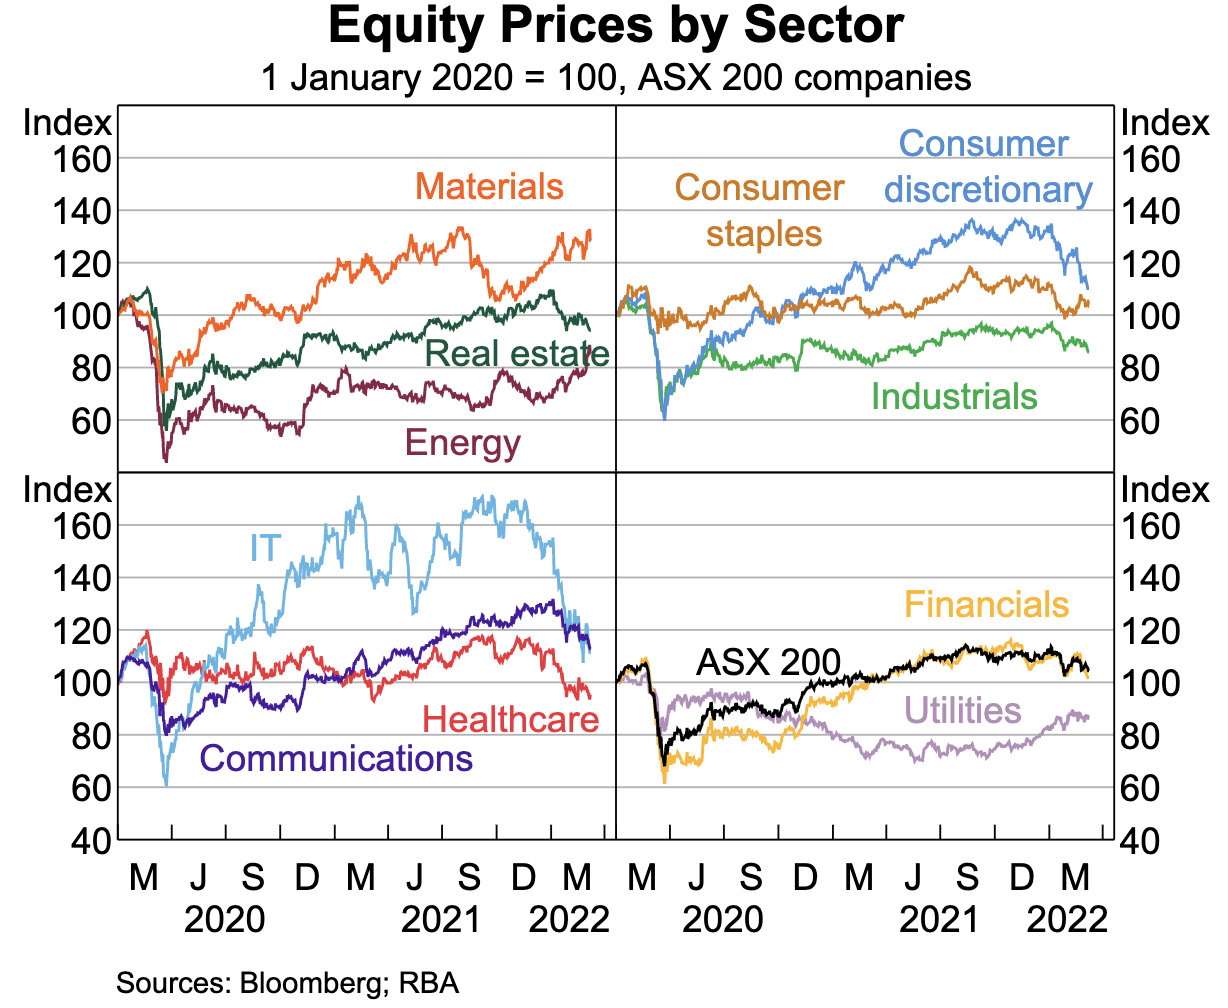 Equity Prices by Sector
1 January 2020 = 100, ASX 200 companies
Index
160
140
120
100
80
60
Materials
Real estate
Energy
Index
160
140
120
100
80
60
Consumer
staples
Consumer
discretionary
Industrials
Index
160
140
120
100
80
60
40
IT
Healthcare
Communications
Index
160
140
120
100
80
60
40
Financials
ASX 200
Utilities
M J S D M J S D M
2020 2021 2022
M J S D M J S D M
2020 2021 2022
Sources: Bloomberg; RBA